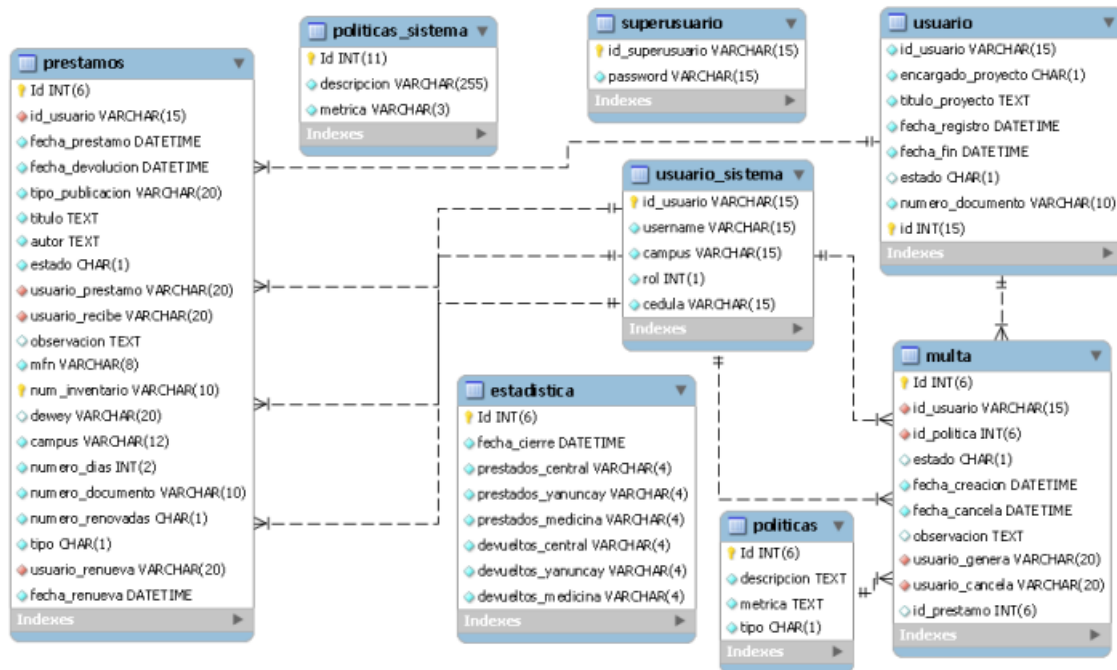 prestamos
Id INT(6)
id_usuario VARCHAR(15)
fecha_prestamo DATETIME
fecha_devolucion DATETIME
tipo_publicacion VARCHAR(20)
titulo TEXT
autor TEXT
estado CHAR(1)
usuario_prestamo VARCHAR(20)
usuario_recibe VARCHAR(20)
observacion TEXT
mfn VARCHAR(8)
num_inventario VARCHAR(10)
dewey VARCHAR(20)
campus VARCHAR(12)
numero_dias INT(2)
numero_documento VARCHAR(10)
numero_renovadas CHAR(1)
tipo CHAR(1)
usuario_renueva VARCHAR(20)
fecha_renueva DATETIME
Indexes
politicas_sistema
Id INT(11)
descripcion VARCHAR(255)
metrica VARCHAR(3)
Indexes
superusuario
id_superusuario VARCHAR(15)
password VARCHAR(15)
Indexes
usuario
id_usuario VARCHAR(15)
encargado_proyecto CHAR(1)
titulo_proyecto TEXT
fecha_registro DATETIME
fecha_fin DATETIME
estado CHAR(1)
numero_documento VARCHAR(10)
id INT(15)
Indexes
usuario_sistema
id_usuario VARCHAR(15)
username VARCHAR(15)
campus VARCHAR(15)
rol INT(1)
cedula VARCHAR(15)
Indexes
estadistica
Id INT(6)
fecha_cierre DATETIME
prestados_central VARCHAR(4)
prestados_yanuncay VARCHAR(4)
prestados_medicina VARCHAR(4)
devueltos_central VARCHAR(4)
devueltos_yanuncay VARCHAR(4)
devueltos_medicina VARCHAR(4)
Indexes
politicas
Id INT(6)
descripcion TEXT
metrica TEXT
tipo CHAR(1)
Indexes
multa
Id INT(6)
id_usuario VARCHAR(15)
id_politica INT(6)
estado CHAR(1)
fecha_creacion DATETIME
fecha_cancela DATETIME
observacion TEXT
usuario_genera VARCHAR(20)
usuario_cancela VARCHAR(20)
id_prestamo INT(6)
Indexes